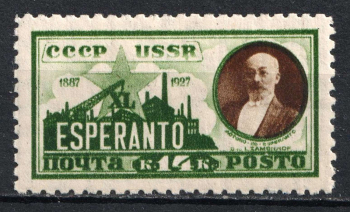 СССР USSR
1887 1927
XL
ESPERANTO
ПОЧТА К 14 К POSTO